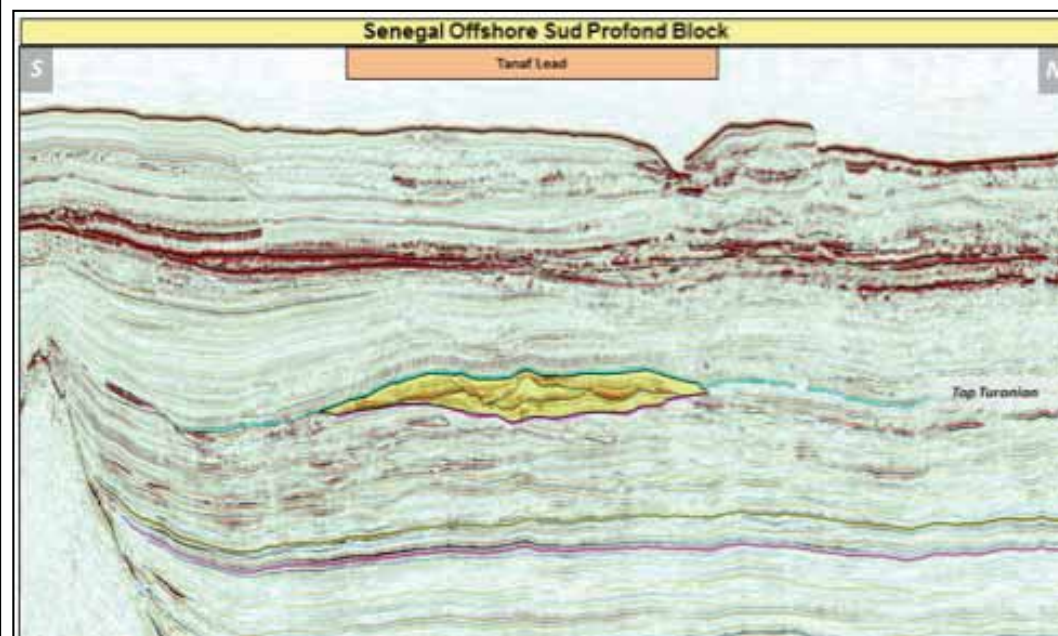 Senegal Offshore Sud Profond Block
S
Tanaf Lead
N
Top Turonian